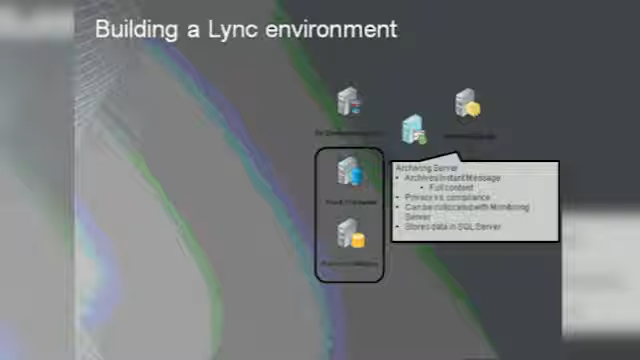 Building a Lync environment
Archiving Server
• Archives Instant Message
• Full content
• Privacy vs. compliance
• Can be collocated with Monitoring
Server
• Stores data in SQL Server